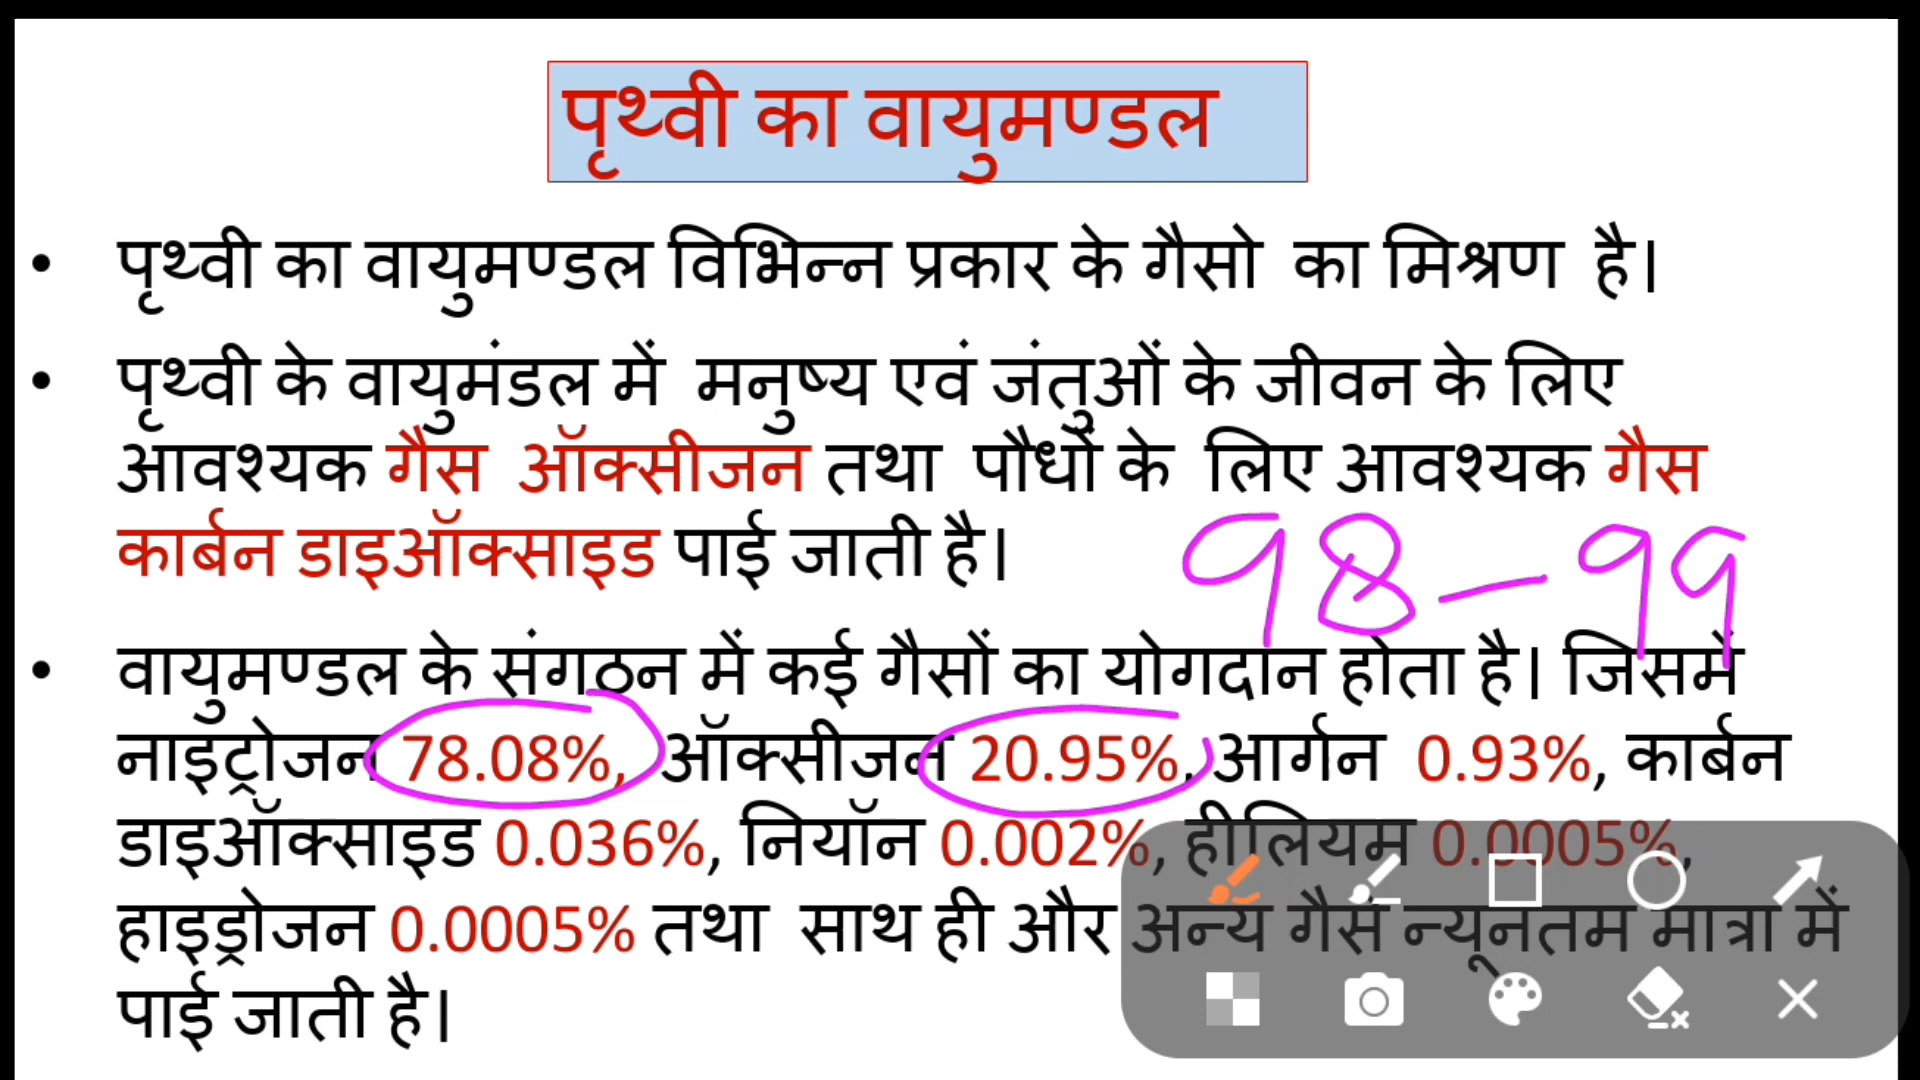 पृथ्वी का वायुमण्डल
• पृथ्वी का वायुमण्डल विभिन्न प्रकार के गैसो का मिश्रण है।
• पृथ्वी के वायुमंडल में मनुष्य एवं जंतुओं के जीवन के लिए
आवश्यक गैस ऑक्सीजन तथा पौधों के लिए आवश्यक गैस
कार्बन डाइऑक्साइड पाई जाती है।
98-99
• वायुमण्डल के संगठन में कई गैसों का योगदान होता है। जिसमें
नाइट्रोजन 78.08%, ऑक्सीजन 20.95%, आर्गन 0.93%, कार्बन
डाइऑक्साइड 0.036%, नियॉन 0.002%, हीलियम 0.0005%,
हाइड्रोजन 0.0005% तथा साथ ही और अन्य गैसें न्यूनतम मात्रा में
पाई जाती है।